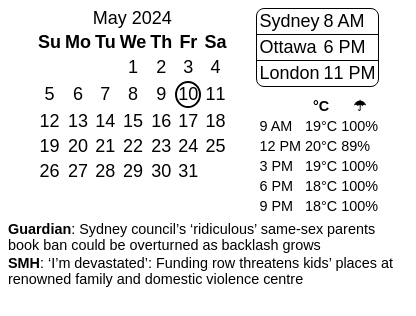 May 2024
Su Mo Tu We Th Fr Sa
1 2 3 4
5 6 7 8 9 10 11
12 13 14 15 16 17 18
19 20 21 22 23 24 25
26 27 28 29 30 31
Sydney 8 AM
Ottawa 6 PM
London 11 PM
°C ☂
9 AM 19°C 100%
12 PM 20°C 89%
3 PM 19°C 100%
6 PM 18°C 100%
9 PM 18°C 100%
Guardian: Sydney council’s ‘ridiculous’ same-sex parents
book ban could be overturned as backlash grows
SMH: ‘I’m devastated’: Funding row threatens kids’ places at
renowned family and domestic violence centre